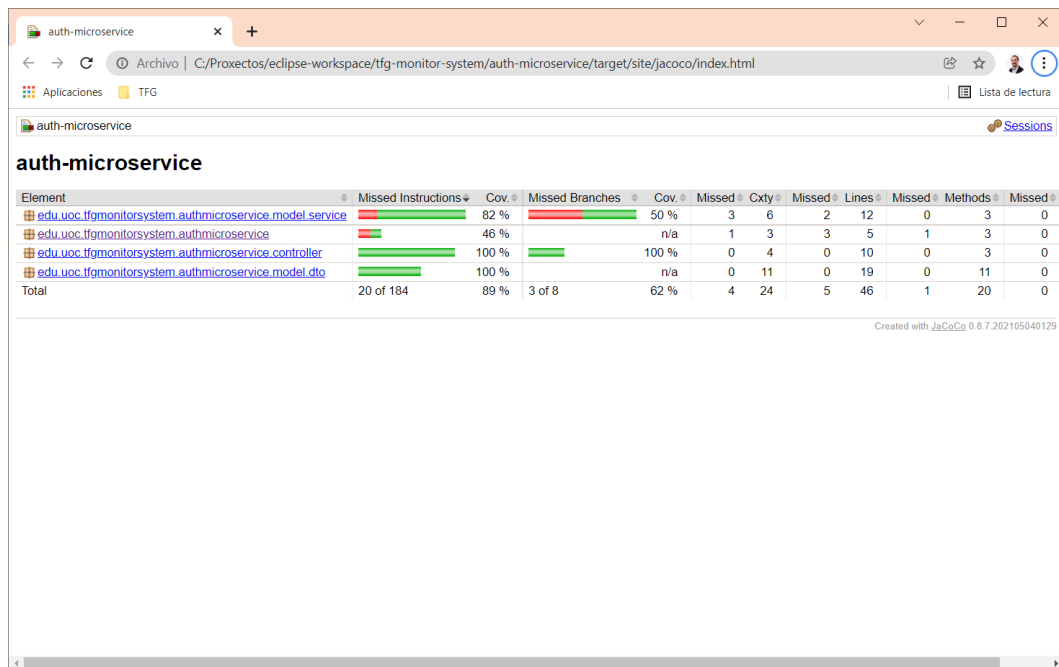 auth-microservice
Archivo | C:/Proxectos/eclipse-workspace/tfg-monitor-system/auth-microservice/target/site/jacoco/index.html
Aplicaciones TFG Lista de lectura
auth-microservice Sessions
auth-microservice
Element Missed Instructions Cov. Missed Branches Cov. Missed Cxty Missed Lines Missed Methods Missed
edu.uoc.tfgmonitorsystem.authmicroservice.model.service 82 % 50 % 3 6 2 12 0 3 0
edu.uoc.tfgmonitorsystem.authmicroservice 46 % n/a 1 3 3 5 1 3 0
edu.uoc.tfgmonitorsystem.authmicroservice.controller 100 % 100 % 0 4 0 10 0 3 0
edu.uoc.tfgmonitorsystem.authmicroservice.model.dto 100 % n/a 0 11 0 19 0 11 0
Total 20 of 184 89 % 3 of 8 62 % 4 24 5 46 1 20 0
Created with JaCoCo 0.8.7.202105040129